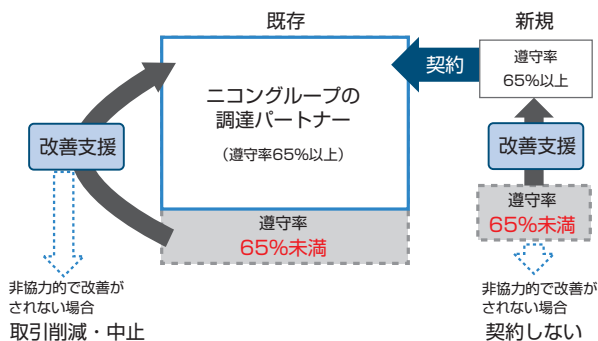 既存
新規
ニコングループの
調達パートナー
（遵守率65%以上）
契約
遵守率
65%以上
改善支援
改善支援
遵守率
65%未満
遵守率
65%未満
非協力的で改善が
されない場合
取引削減・中止
非協力的で改善が
されない場合
契約しない